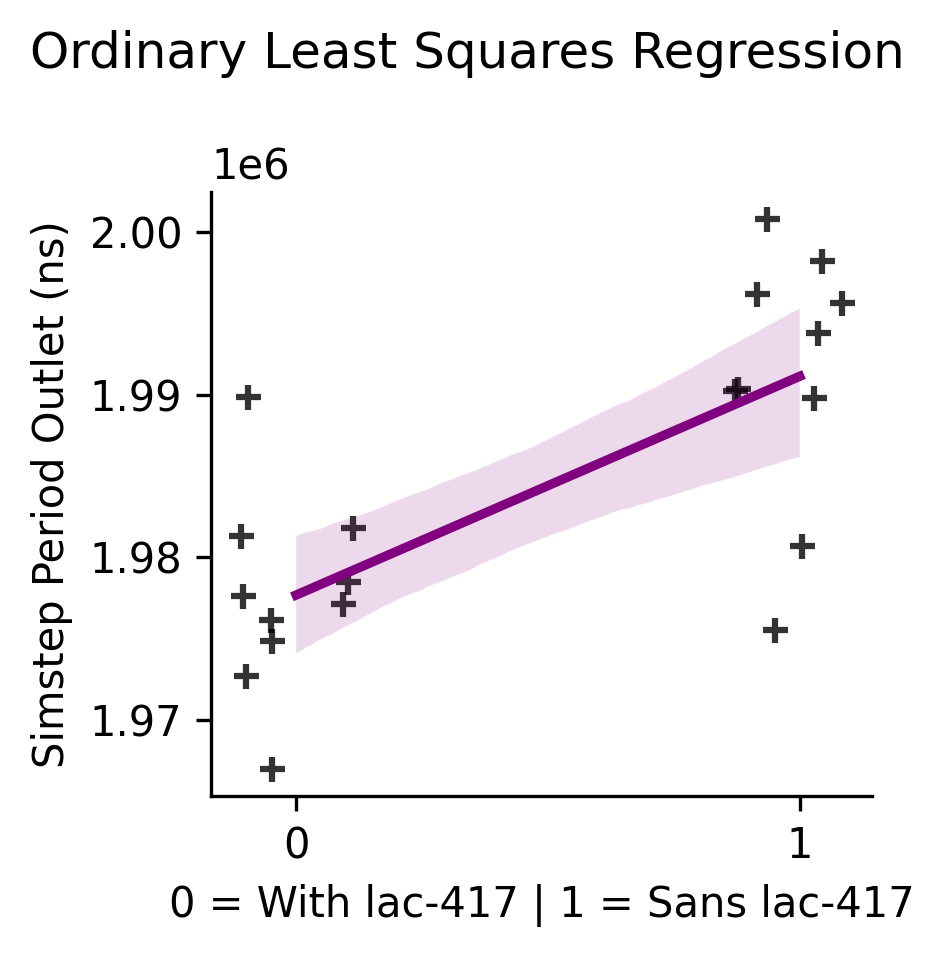 Ordinary Least Squares Regression
1e6
2.00
1.99
1.98
1.97
Simstep Period Outlet (ns)
0
1
0 = With lac-417 | 1 = Sans lac-417